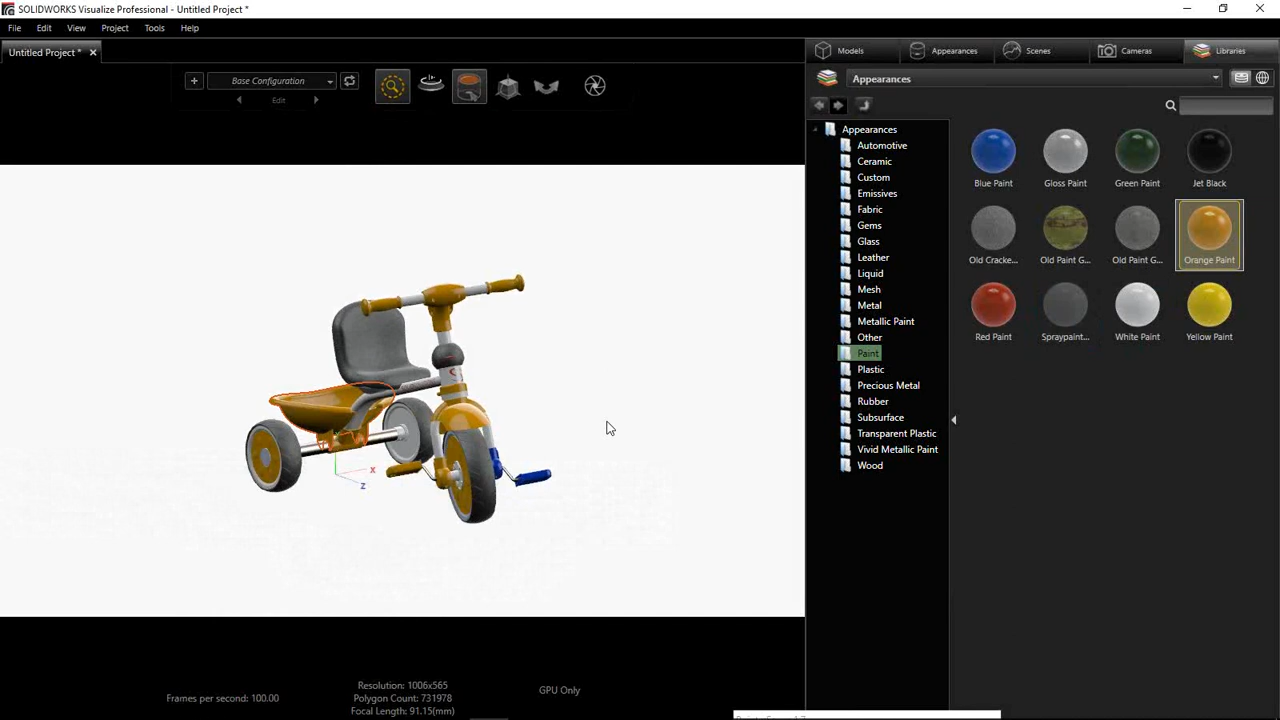 SOLIDWORKS Visualize Professional - Untitled Project *
File Edit View Project Tools Help
Untitled Project *
Base Configuration
Edit
Models Appearances Scenes Cameras Libraries
Appearances
Appearances
Automotive
Ceramic
Custom
Emissives
Fabric
Gems
Glass
Leather
Liquid
Mesh
Metal
Metallic Paint
Other
Paint
Plastic
Precious Metal
Rubber
Subsurface
Transparent Plastic
Vivid Metallic Paint
Wood
Blue Paint Gloss Paint Green Paint Jet Black
Old Cracke... Old Paint G... Old Paint G... Orange Paint
Red Paint Spraypaint... White Paint Yellow Paint
X
Z
Frames per second: 100.00
Resolution: 1006x565
Polygon Count: 731978
Focal Length: 91.15(mm)
GPU Only